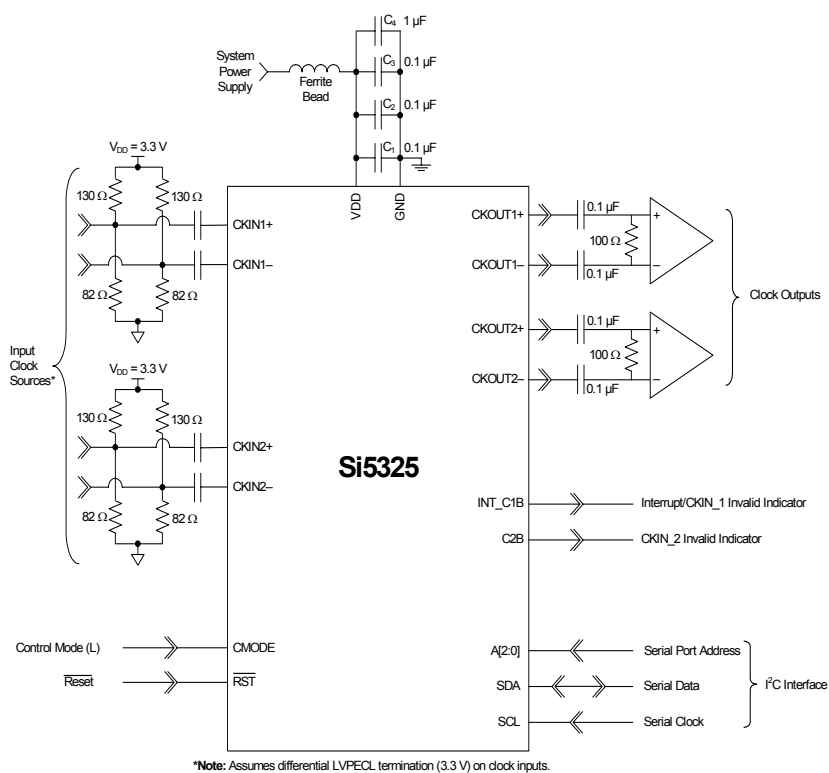 C4 1 µF
System
Power
Supply
Ferrite
Bead
C3 0.1 µF
C2 0.1 µF
C1 0.1 µF
VDD = 3.3 V
130 Ω 130 Ω
82 Ω 82 Ω
VDD GND
CKIN1+
CKIN1–
Input
Clock
Sources*
VDD = 3.3 V
130 Ω 130 Ω
82 Ω 82 Ω
CKIN2+
CKIN2–
Si5325
CKOUT1+ 0.1 µF
100 Ω
+
–
CKOUT1– 0.1 µF
CKOUT2+ 0.1 µF
100 Ω
+
–
CKOUT2– 0.1 µF
Clock Outputs
INT_C1B Interrupt/CKIN_1 Invalid Indicator
C2B CKIN_2 Invalid Indicator
Control Mode (L) CMODE
Reset RST
A[2:0] Serial Port Address
SDA Serial Data
SCL Serial Clock
I2C Interface
*Note: Assumes differential LVPECL termination (3.3 V) on clock inputs.